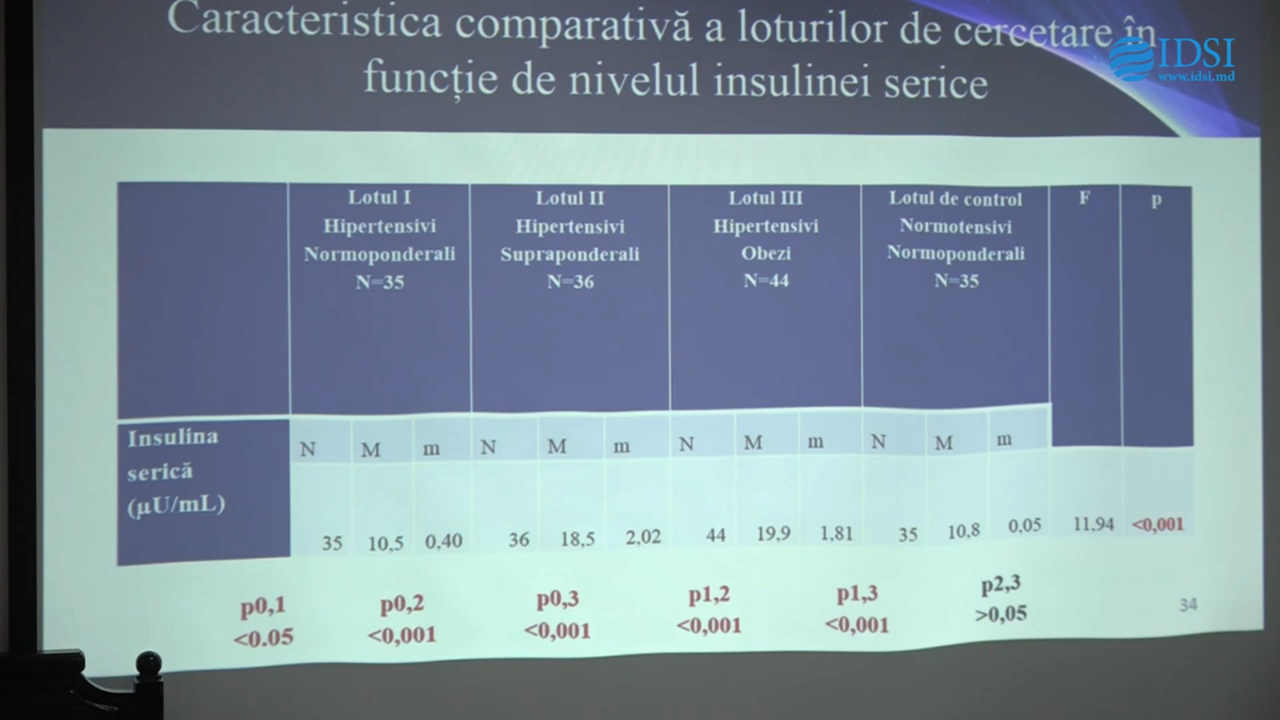 Caracteristica comparativă a loturilor de cercetare în
funcție de nivelul insulinei serice
IDSI
www.idsi.md
Lotul I
Hipertensivi
Normoponderali
N=35
Lotul II
Hipertensivi
Supraponderali
N=36
Lotul III
Hipertensivi
Obezi
N=44
Lotul de control
Normotensivi
Normoponderali
N=35
F
p
Insulina
serică
(µU/mL)
N M m N M m N M m N M m
35 10,5 0,40 36 18,5 2,02 44 19,9 1,81 35 10,8 0,05 11,94 <0,001
p0,1 p0,2 p0,3 p1,2 p1,3 p2,3
<0.05 <0,001 <0,001 <0,001 <0,001 >0,05
34